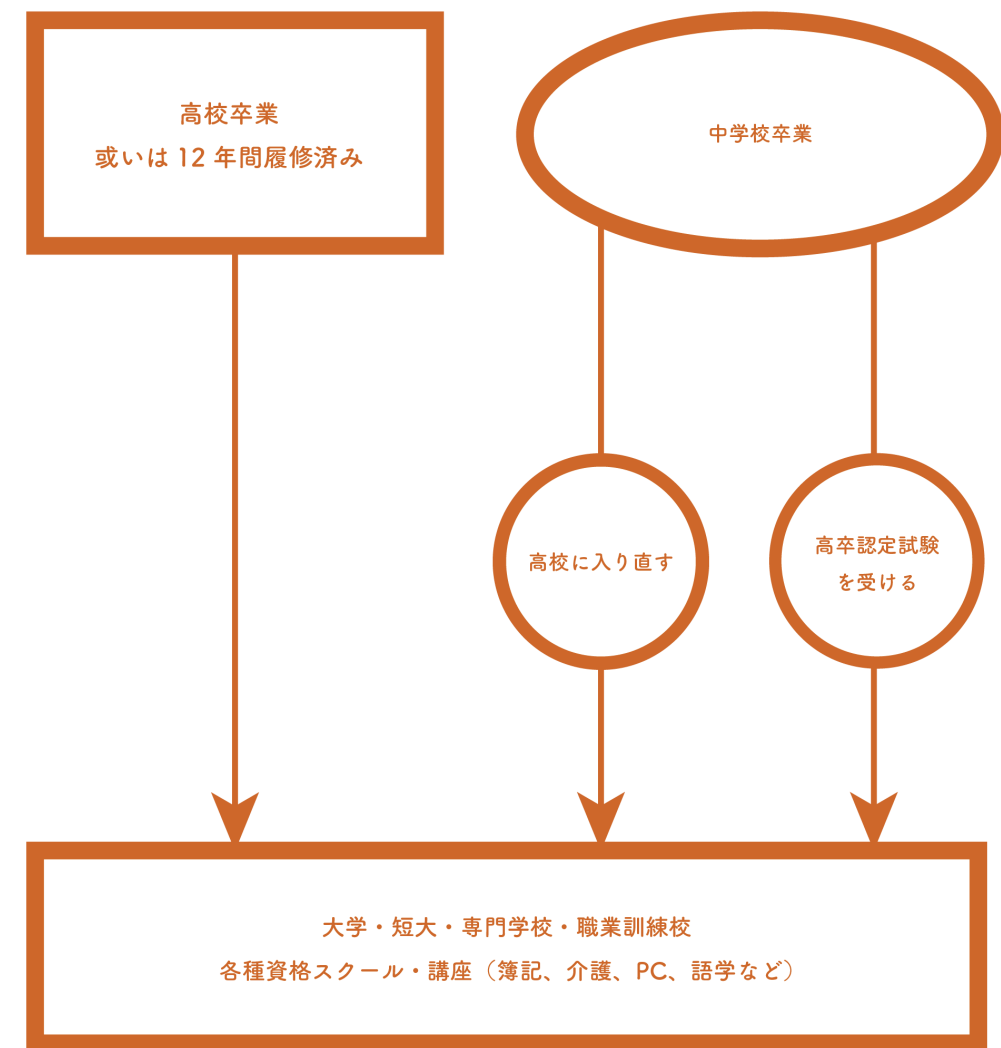 高校卒業
或いは 12 年間履修済み
中学校卒業
高校に入り直す
高卒認定試験
を受ける
大学・短大・専門学校・職業訓練校
各種資格スクール・講座（簿記、介護、PC、語学など）